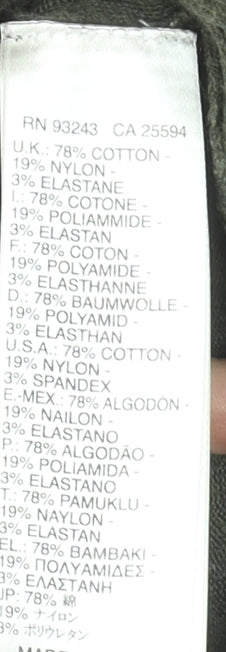 RN 93243 CA 25594
U.K.: 78% COTTON -
19% NYLON -
3% ELASTANE
I.: 78% COTONE -
19% POLIAMMIDE -
3% ELASTAN
F.: 78% COTON -
19% POLYAMIDE -
3% ELASTHANNE
D.: 78% BAUMWOLLE -
19% POLYAMID -
3% ELASTHAN
U.S.A.: 78% COTTON -
19% NYLON -
3% SPANDEX
E.-MEX.: 78% ALGODÓN -
19% NAILON -
3% ELASTANO
P.: 78% ALGODÃO -
19% POLIAMIDA -
3% ELASTANO
T.: 78% PAMUKLU -
19% NAYLON -
3% ELASTAN
EL.: 78% BAMBAKI -
19% ΠΟΛΥΑΜΙΔΕΣ -
3% ΕΛΑΣΤΑΝΗ
JP: 78% 綿
19% ナイロン
3% ポリウレタン